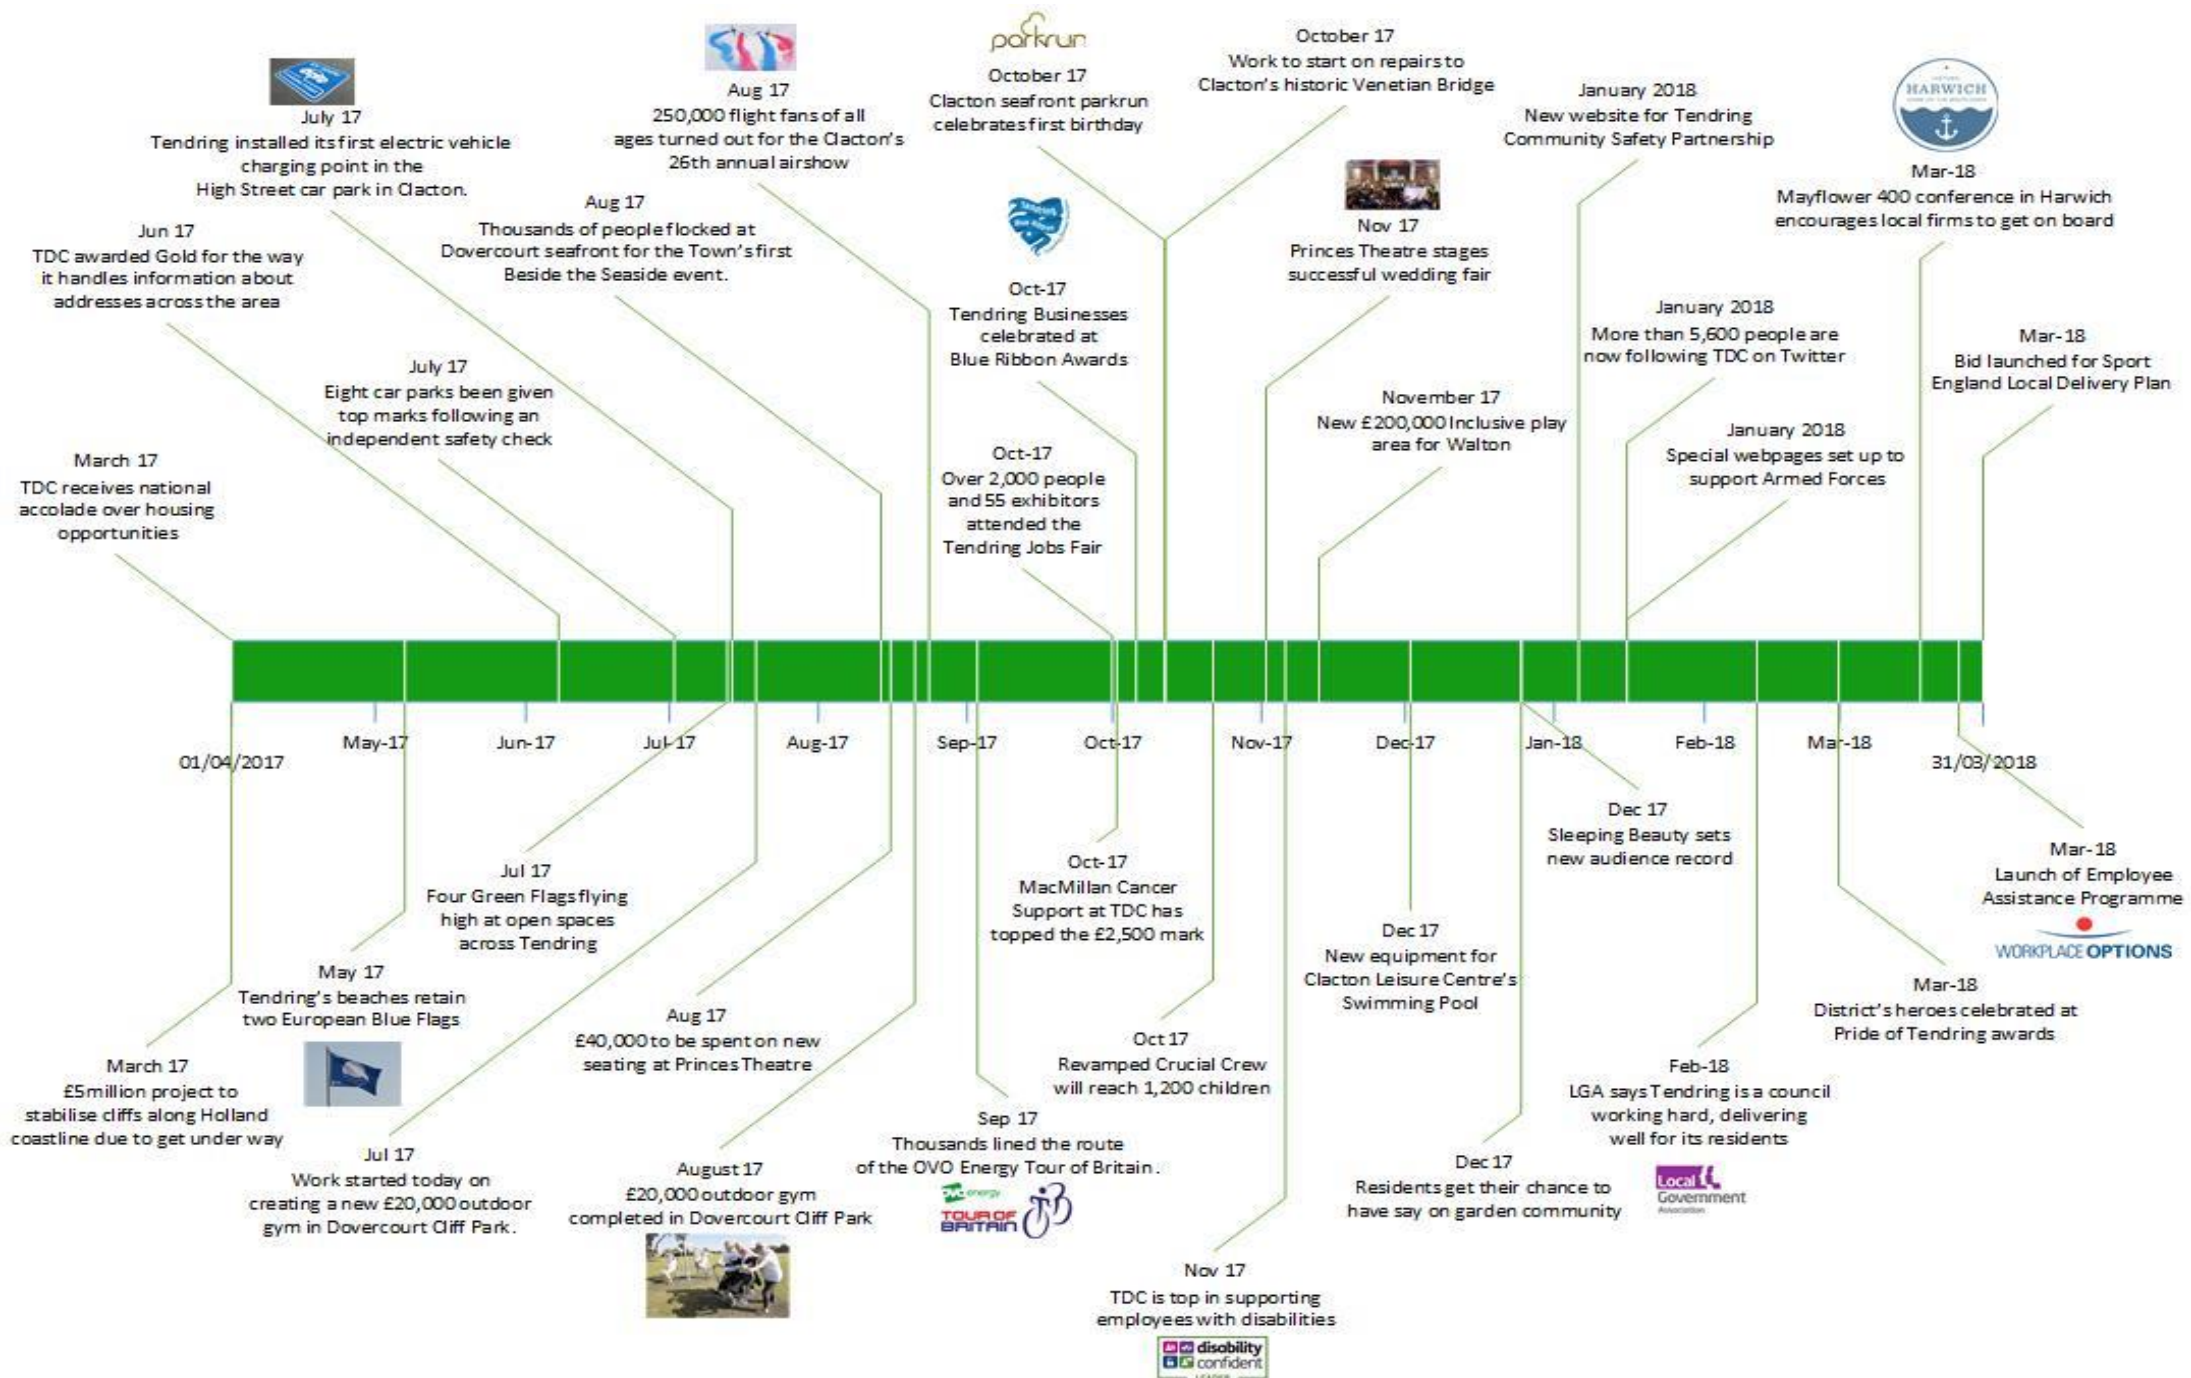 parkrun
October 17
Clacton seafront parkrun
celebrates first birthday
October 17
Work to start on repairs to
Clacton's historic Venetian Bridge
July 17
Tendring installed its first electric vehicle
charging point in the
High Street car park in Clacton.
Aug 17
250,000 flight fans of all
ages turned out for the Clacton's
26th annual airshow
January 2018
New website for Tendring
Community Safety Partnership
HARWICH
Mar-18
Mayflower 400 conference in Harwich
encourages local firms to get on board
Jun 17
TDC awarded Gold for the way
it handles information about
addresses across the area
Aug 17
Thousands of people flocked at
Dovercourt seafront for the Town's first
Beside the Seaside event.
Oct-17
Tendring Businesses
celebrated at
Blue Ribbon Awards
Nov 17
Princes Theatre stages
successful wedding fair
January 2018
More than 5,600 people are
now following TDC on Twitter
Mar-18
Bid launched for Sport
England Local Delivery Plan
July 17
Eight car parks been given
top marks following an
independent safety check
November 17
New £200,000 Inclusive play
area for Walton
January 2018
Special webpages set up to
support Armed Forces
March 17
TDC receives national
accolade over housing
opportunities
Oct-17
Over 2,000 people
and 55 exhibitors
attended the
Tendring Jobs Fair
01/04/2017
May-17
Jun-17
Jul-17
Aug-17
Sep-17
Oct-17
Nov-17
Dec-17
Jan-18
Feb-18
Mar-18
31/03/2018
Dec 17
Sleeping Beauty sets
new audience record
Jul 17
Four Green Flags flying
high at open spaces
across Tendring
Oct-17
MacMillan Cancer
Support at TDC has
topped the £2,500 mark
Mar-18
Launch of Employee
Assistance Programme
WORKPLACE OPTIONS
Dec 17
New equipment for
Clacton Leisure Centre's
Swimming Pool
May 17
Tendring's beaches retain
two European Blue Flags
Mar-18
District's heroes celebrated at
Pride of Tendring awards
Aug 17
£40,000 to be spent on new
seating at Princes Theatre
Oct 17
Revamped Crucial Crew
will reach 1,200 children
March 17
£5million project to
stabilise cliffs along Holland
coastline due to get under way
Feb-18
LGA says Tendring is a council
working hard, delivering
well for its residents
Local
Government
Association
Sep 17
Thousands lined the route
of the OVO Energy Tour of Britain.
ovo energy
TOUR OF
BRITAIN
Jul 17
Work started today on
creating a new £20,000 outdoor
gym in Dovercourt Cliff Park.
August 17
£20,000 outdoor gym
completed in Dovercourt Cliff Park
Dec 17
Residents get their chance to
have say on garden community
Nov 17
TDC is top in supporting
employees with disabilities
disability
confident
LEADER